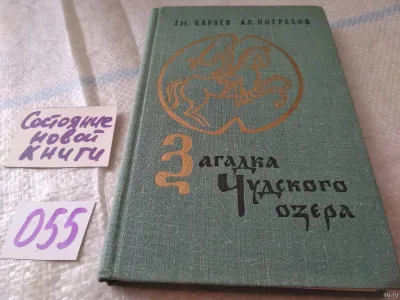 Г.Н. КАРАЕВ А.С. ПОТРЕСОВ
Загадка
Чудского
озера
Состояние
новой
книги
055